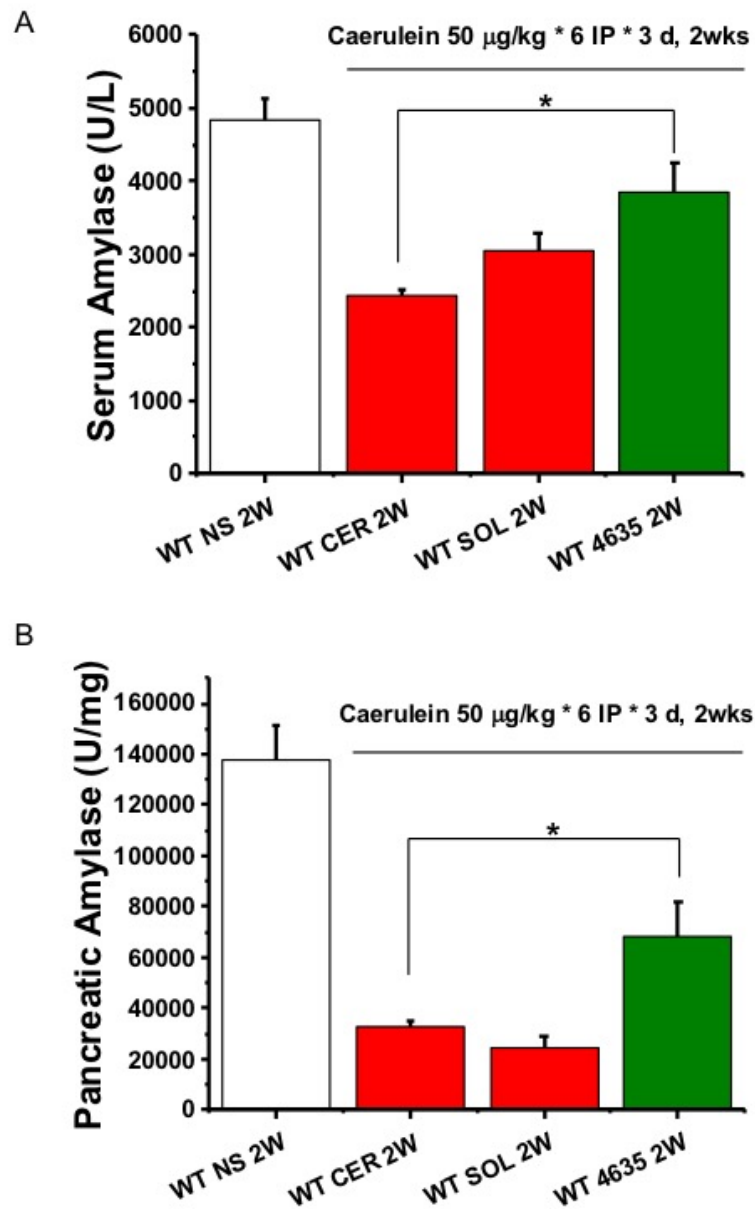 A
Caerulein 50 μg/kg * 6 IP * 3 d, 2wks
*
Serum Amylase (U/L)
6000
5000
4000
3000
2000
1000
0
WT NS 2W
WT CER 2W
WT SOL 2W
WT 4635 2W
B
Caerulein 50 μg/kg * 6 IP * 3 d, 2wks
*
Pancreatic Amylase (U/mg)
160000
140000
120000
100000
80000
60000
40000
20000
0
WT NS 2W
WT CER 2W
WT SOL 2W
WT 4635 2W